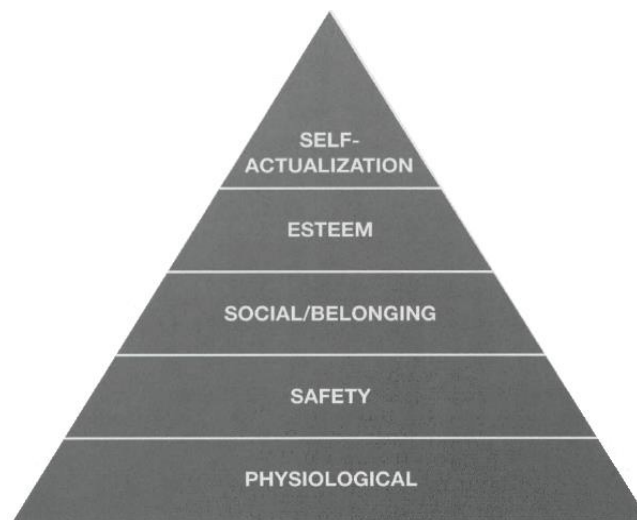 SELF-
ACTUALIZATION
ESTEEM
SOCIAL/BELONGING
SAFETY
PHYSIOLOGICAL